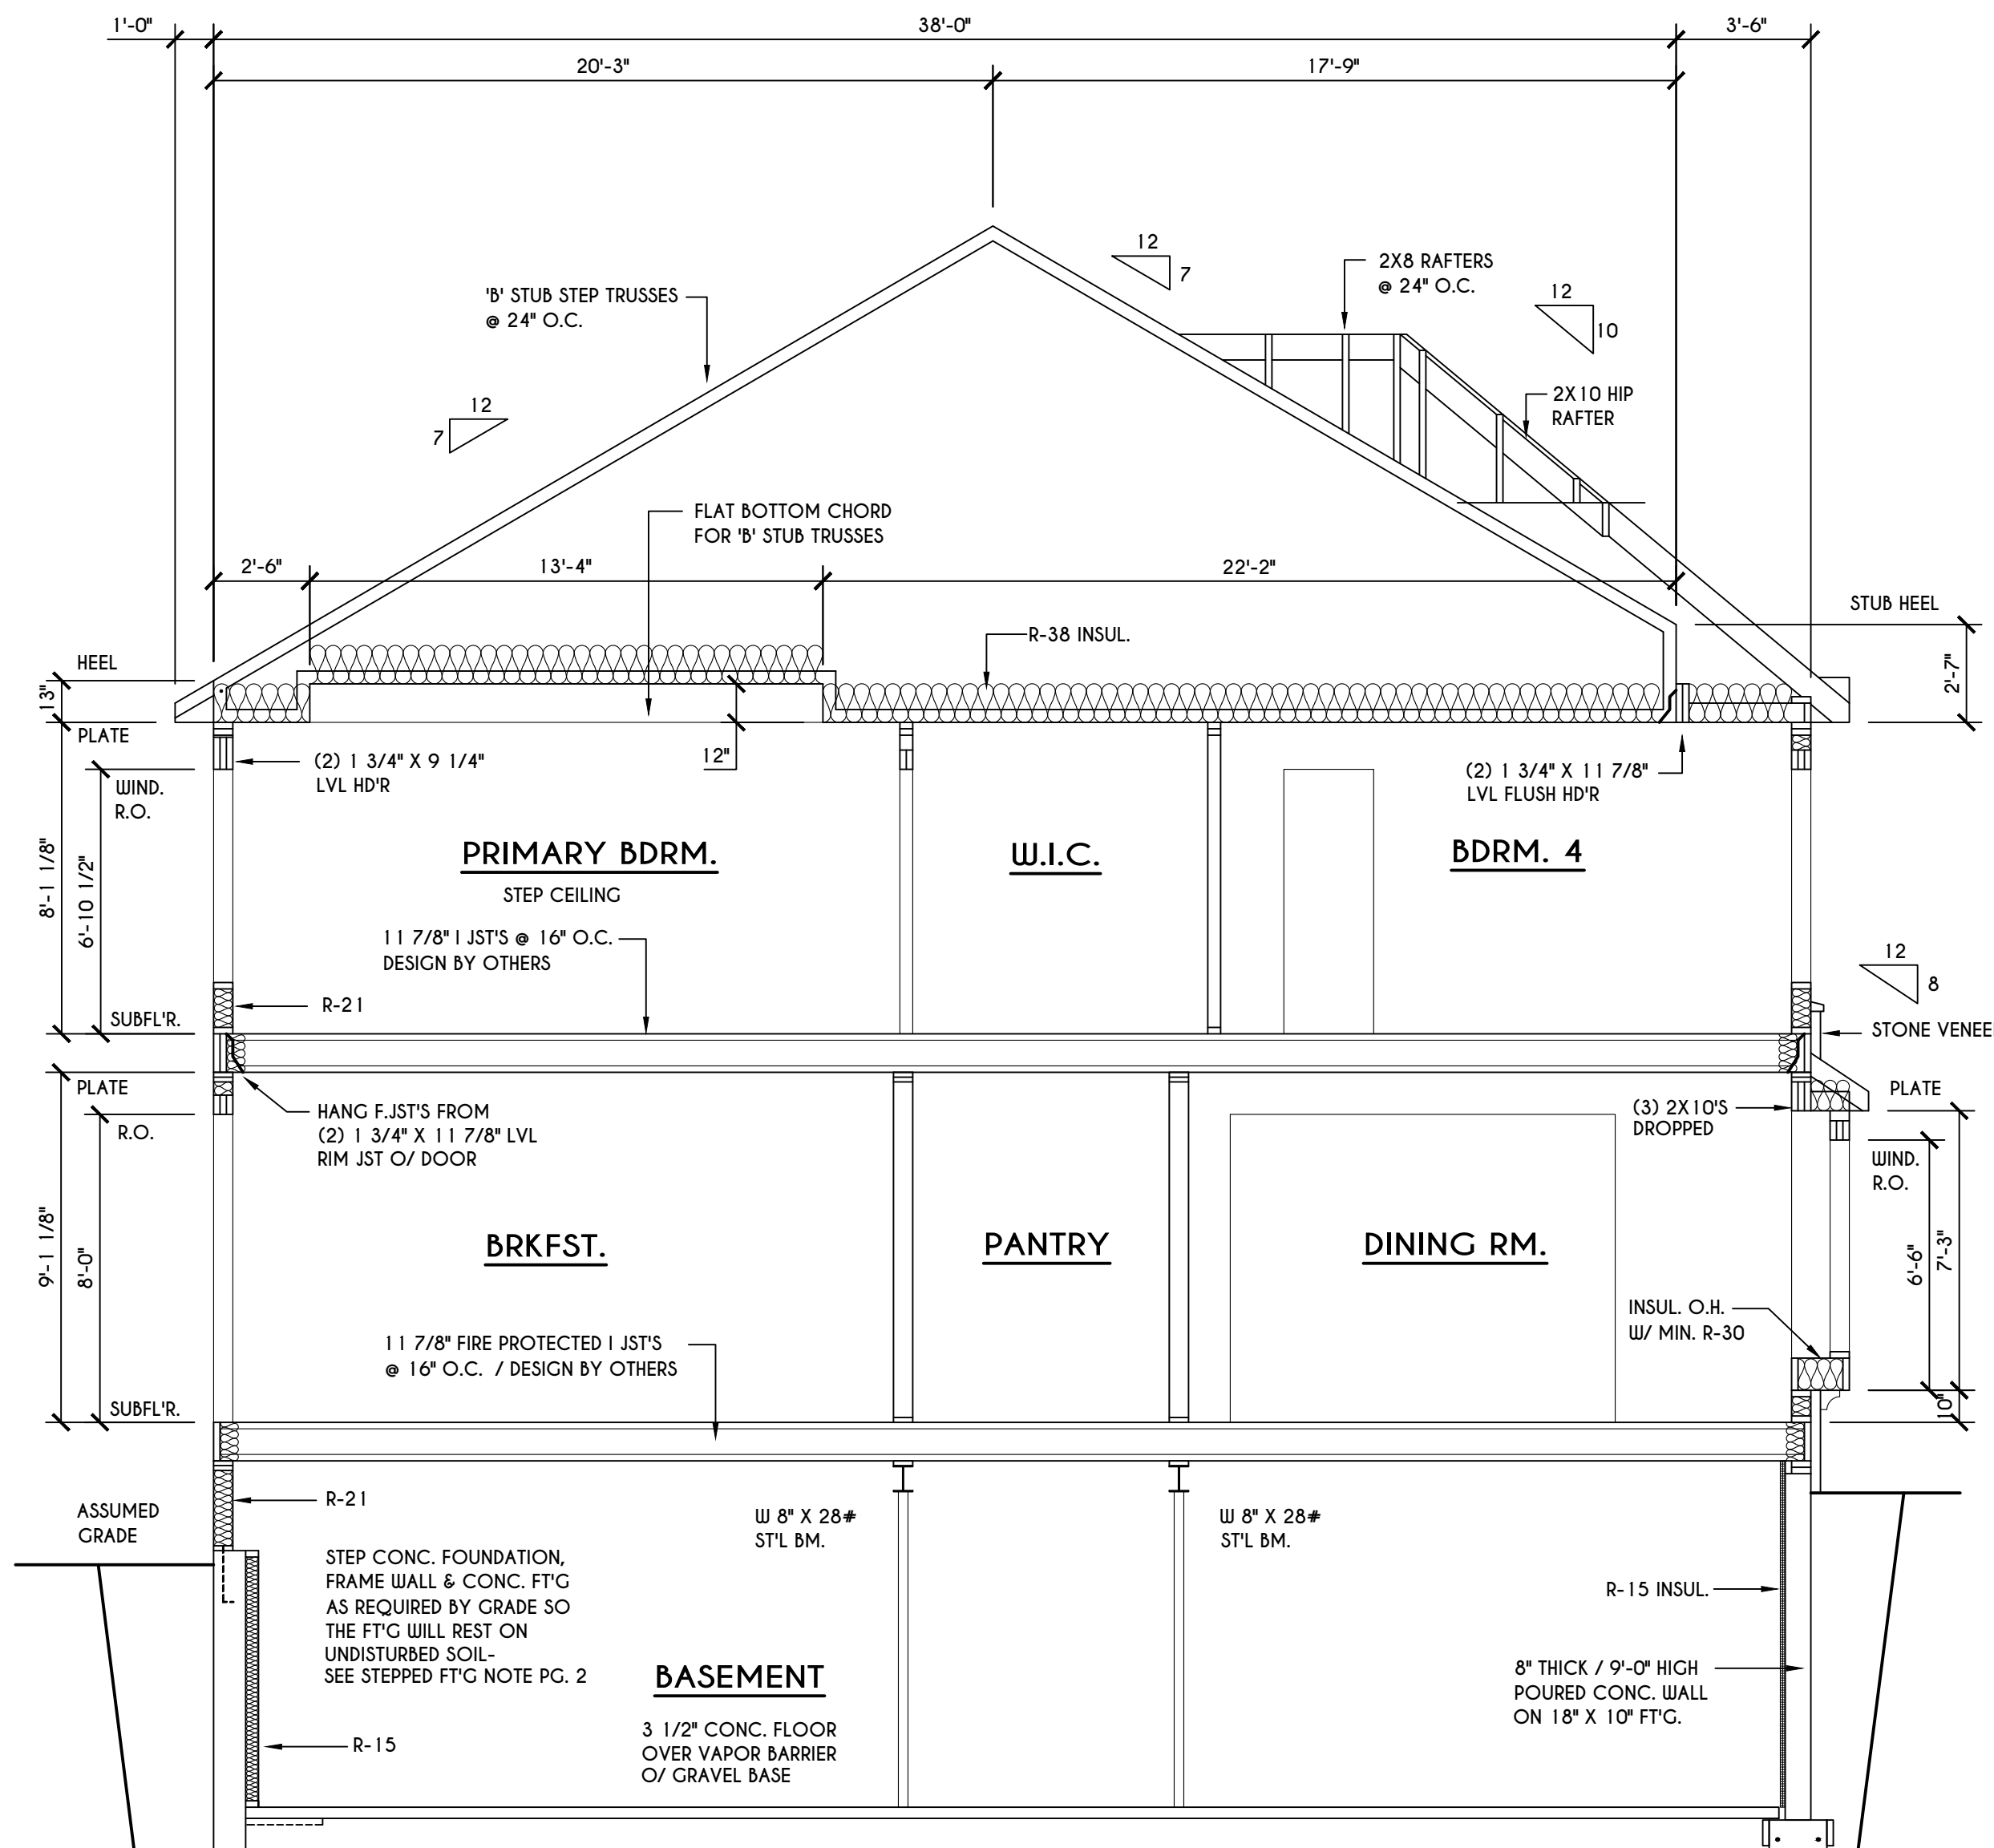 1'-0"
38'-0"
3'-6"
20'-3"
17'-9"
12
7
2X8 RAFTERS
@ 24" O.C.
12
10
'B' STUB STEP TRUSSES
@ 24" O.C.
12
7
2X10 HIP
RAFTER
FLAT BOTTOM CHORD
FOR 'B' STUB TRUSSES
2'-6"
13'-4"
22'-2"
STUB HEEL
R-38 INSUL.
HEEL
13"
2'-7"
PLATE
12"
(2) 1 3/4" X 9 1/4"
LVL HD'R
(2) 1 3/4" X 11 7/8"
LVL FLUSH HD'R
WIND.
R.O.
8'-1 1/8"
6'-10 1/2"
PRIMARY BDRM.
STEP CEILING
W.I.C.
BDRM. 4
11 7/8" I JST'S @ 16" O.C.
DESIGN BY OTHERS
12
8
R-21
SUBFL'R.
STONE VENEE
PLATE
HANG F.JST'S FROM
(2) 1 3/4" X 11 7/8" LVL
RIM JST O/ DOOR
(3) 2X10'S
DROPPED
PLATE
R.O.
WIND.
R.O.
9'-1 1/8"
8'-0"
BRKFST.
PANTRY
DINING RM.
6'-6"
7'-3"
INSUL. O.H.
W/ MIN. R-30
11 7/8" FIRE PROTECTED I JST'S
@ 16" O.C. / DESIGN BY OTHERS
SUBFL'R.
10"
R-21
ASSUMED
GRADE
W 8" X 28#
ST'L BM.
W 8" X 28#
ST'L BM.
STEP CONC. FOUNDATION,
FRAME WALL & CONC. FT'G
AS REQUIRED BY GRADE SO
THE FT'G WILL REST ON
UNDISTURBED SOIL-
SEE STEPPED FT'G NOTE PG. 2
R-15 INSUL.
BASEMENT
3 1/2" CONC. FLOOR
OVER VAPOR BARRIER
O/ GRAVEL BASE
8" THICK / 9'-0" HIGH
POURED CONC. WALL
ON 18" X 10" FT'G.
R-15